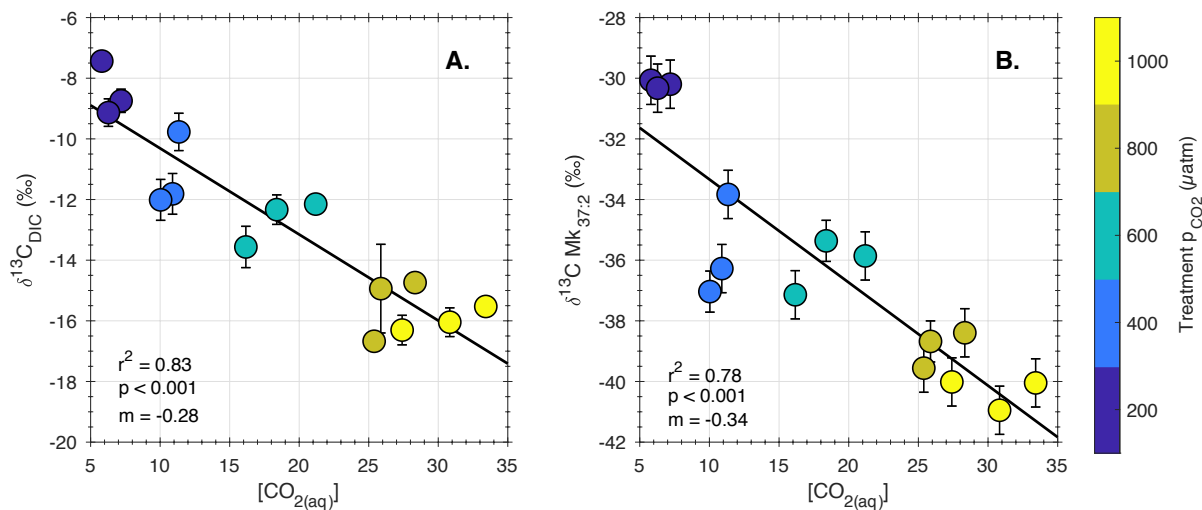 A.
δ¹³C_DIC (‰)
-6
-8
-10
-12
-14
-16
-18
-20
r² = 0.83
p < 0.001
m = -0.28
5 10 15 20 25 30 35
[CO₂₍ₐq₎]
B.
δ¹³C Mk₃₇:₂ (‰)
-28
-30
-32
-34
-36
-38
-40
-42
r² = 0.78
p < 0.001
m = -0.34
5 10 15 20 25 30 35
[CO₂₍ₐq₎]
1000
800
600
400
200
Treatment p_CO2 (μatm)